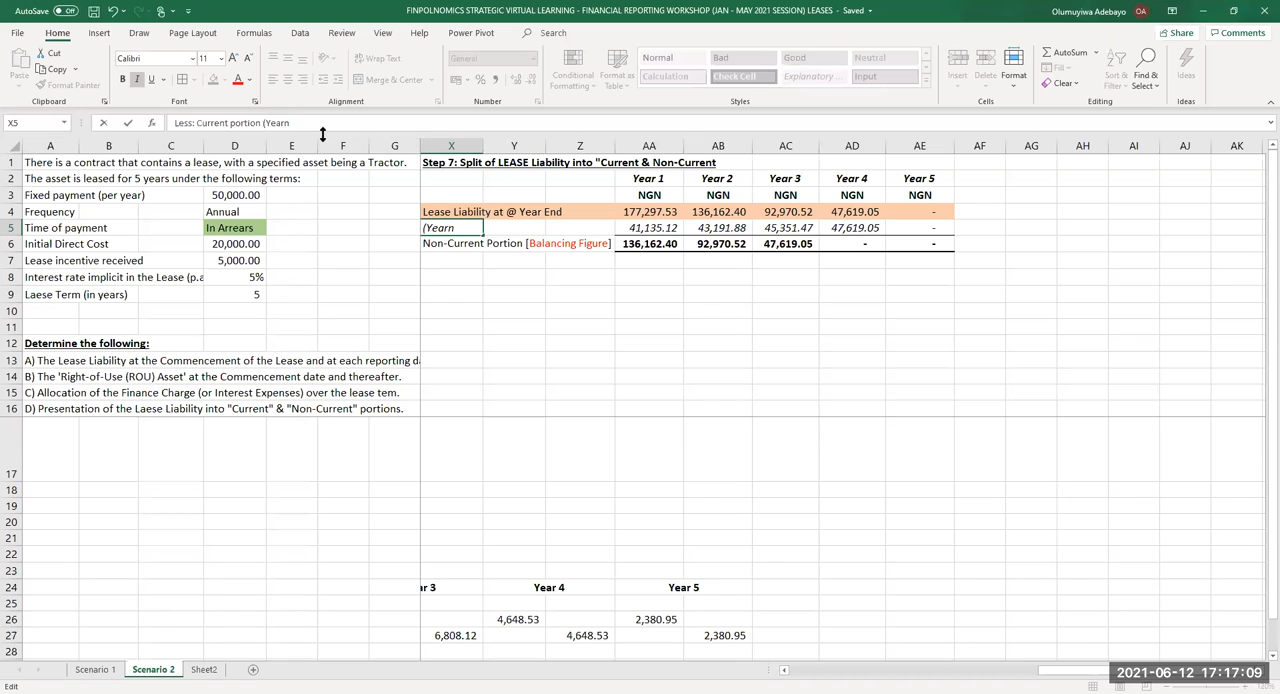 AutoSave Off
FINPOLNOMICS STRATEGIC VIRTUAL LEARNING - FINANCIAL REPORTING WORKSHOP (JAN - MAY 2021 SESSION) LEASES - Saved
Olumuyiwa Adebayo OA
File Home Insert Draw Page Layout Formulas Data Review View Help Power Pivot Search
Share Comments
Paste Cut Copy Format Painter
Calibri 11 A A B I U A
Wrap Text Merge & Center
General % ,
Conditional Formatting Format as Table
Normal Bad Good Neutral
Calculation Check Cell Explanatory ... Input
Insert Delete Format
AutoSum Fill Clear
Sort & Filter Find & Select Ideas
Clipboard Font Alignment Number Styles Cells Editing Ideas
X5 fx Less: Current portion (Yearn
A B C D E F G X Y Z AA AB AC AD AE AF AG AH AI AJ AK
1 There is a contract that contains a lease, with a specified asset being a Tractor. Step 7: Split of LEASE Liability into "Current & Non-Current
2 The asset is leased for 5 years under the following terms: Year 1 Year 2 Year 3 Year 4 Year 5
3 Fixed payment (per year) 50,000.00 NGN NGN NGN NGN NGN
4 Frequency Annual Lease Liability at @ Year End 177,297.53 136,162.40 92,970.52 47,619.05 -
5 Time of payment In Arrears (Yearn 41,135.12 43,191.88 45,351.47 47,619.05 -
6 Initial Direct Cost 20,000.00 Non-Current Portion [Balancing Figure] 136,162.40 92,970.52 47,619.05 - -
7 Lease incentive received 5,000.00
8 Interest rate implicit in the Lease (p.a 5%
9 Laese Term (in years) 5
10
11
12 Determine the following:
13 A) The Lease Liability at the Commencement of the Lease and at each reporting da
14 B) The 'Right-of-Use (ROU) Asset' at the Commencement date and thereafter.
15 C) Allocation of the Finance Charge (or Interest Expenses) over the lease tem.
16 D) Presentation of the Laese Liability into "Current" & "Non-Current" portions.
17
18
19
20
21
22
23
24 ar 3 Year 4 Year 5
25
26 4,648.53 2,380.95
27 6,808.12 4,648.53 2,380.95
28
Scenario 1 Scenario 2 Sheet2
2021-06-12 17:17:09
Edit